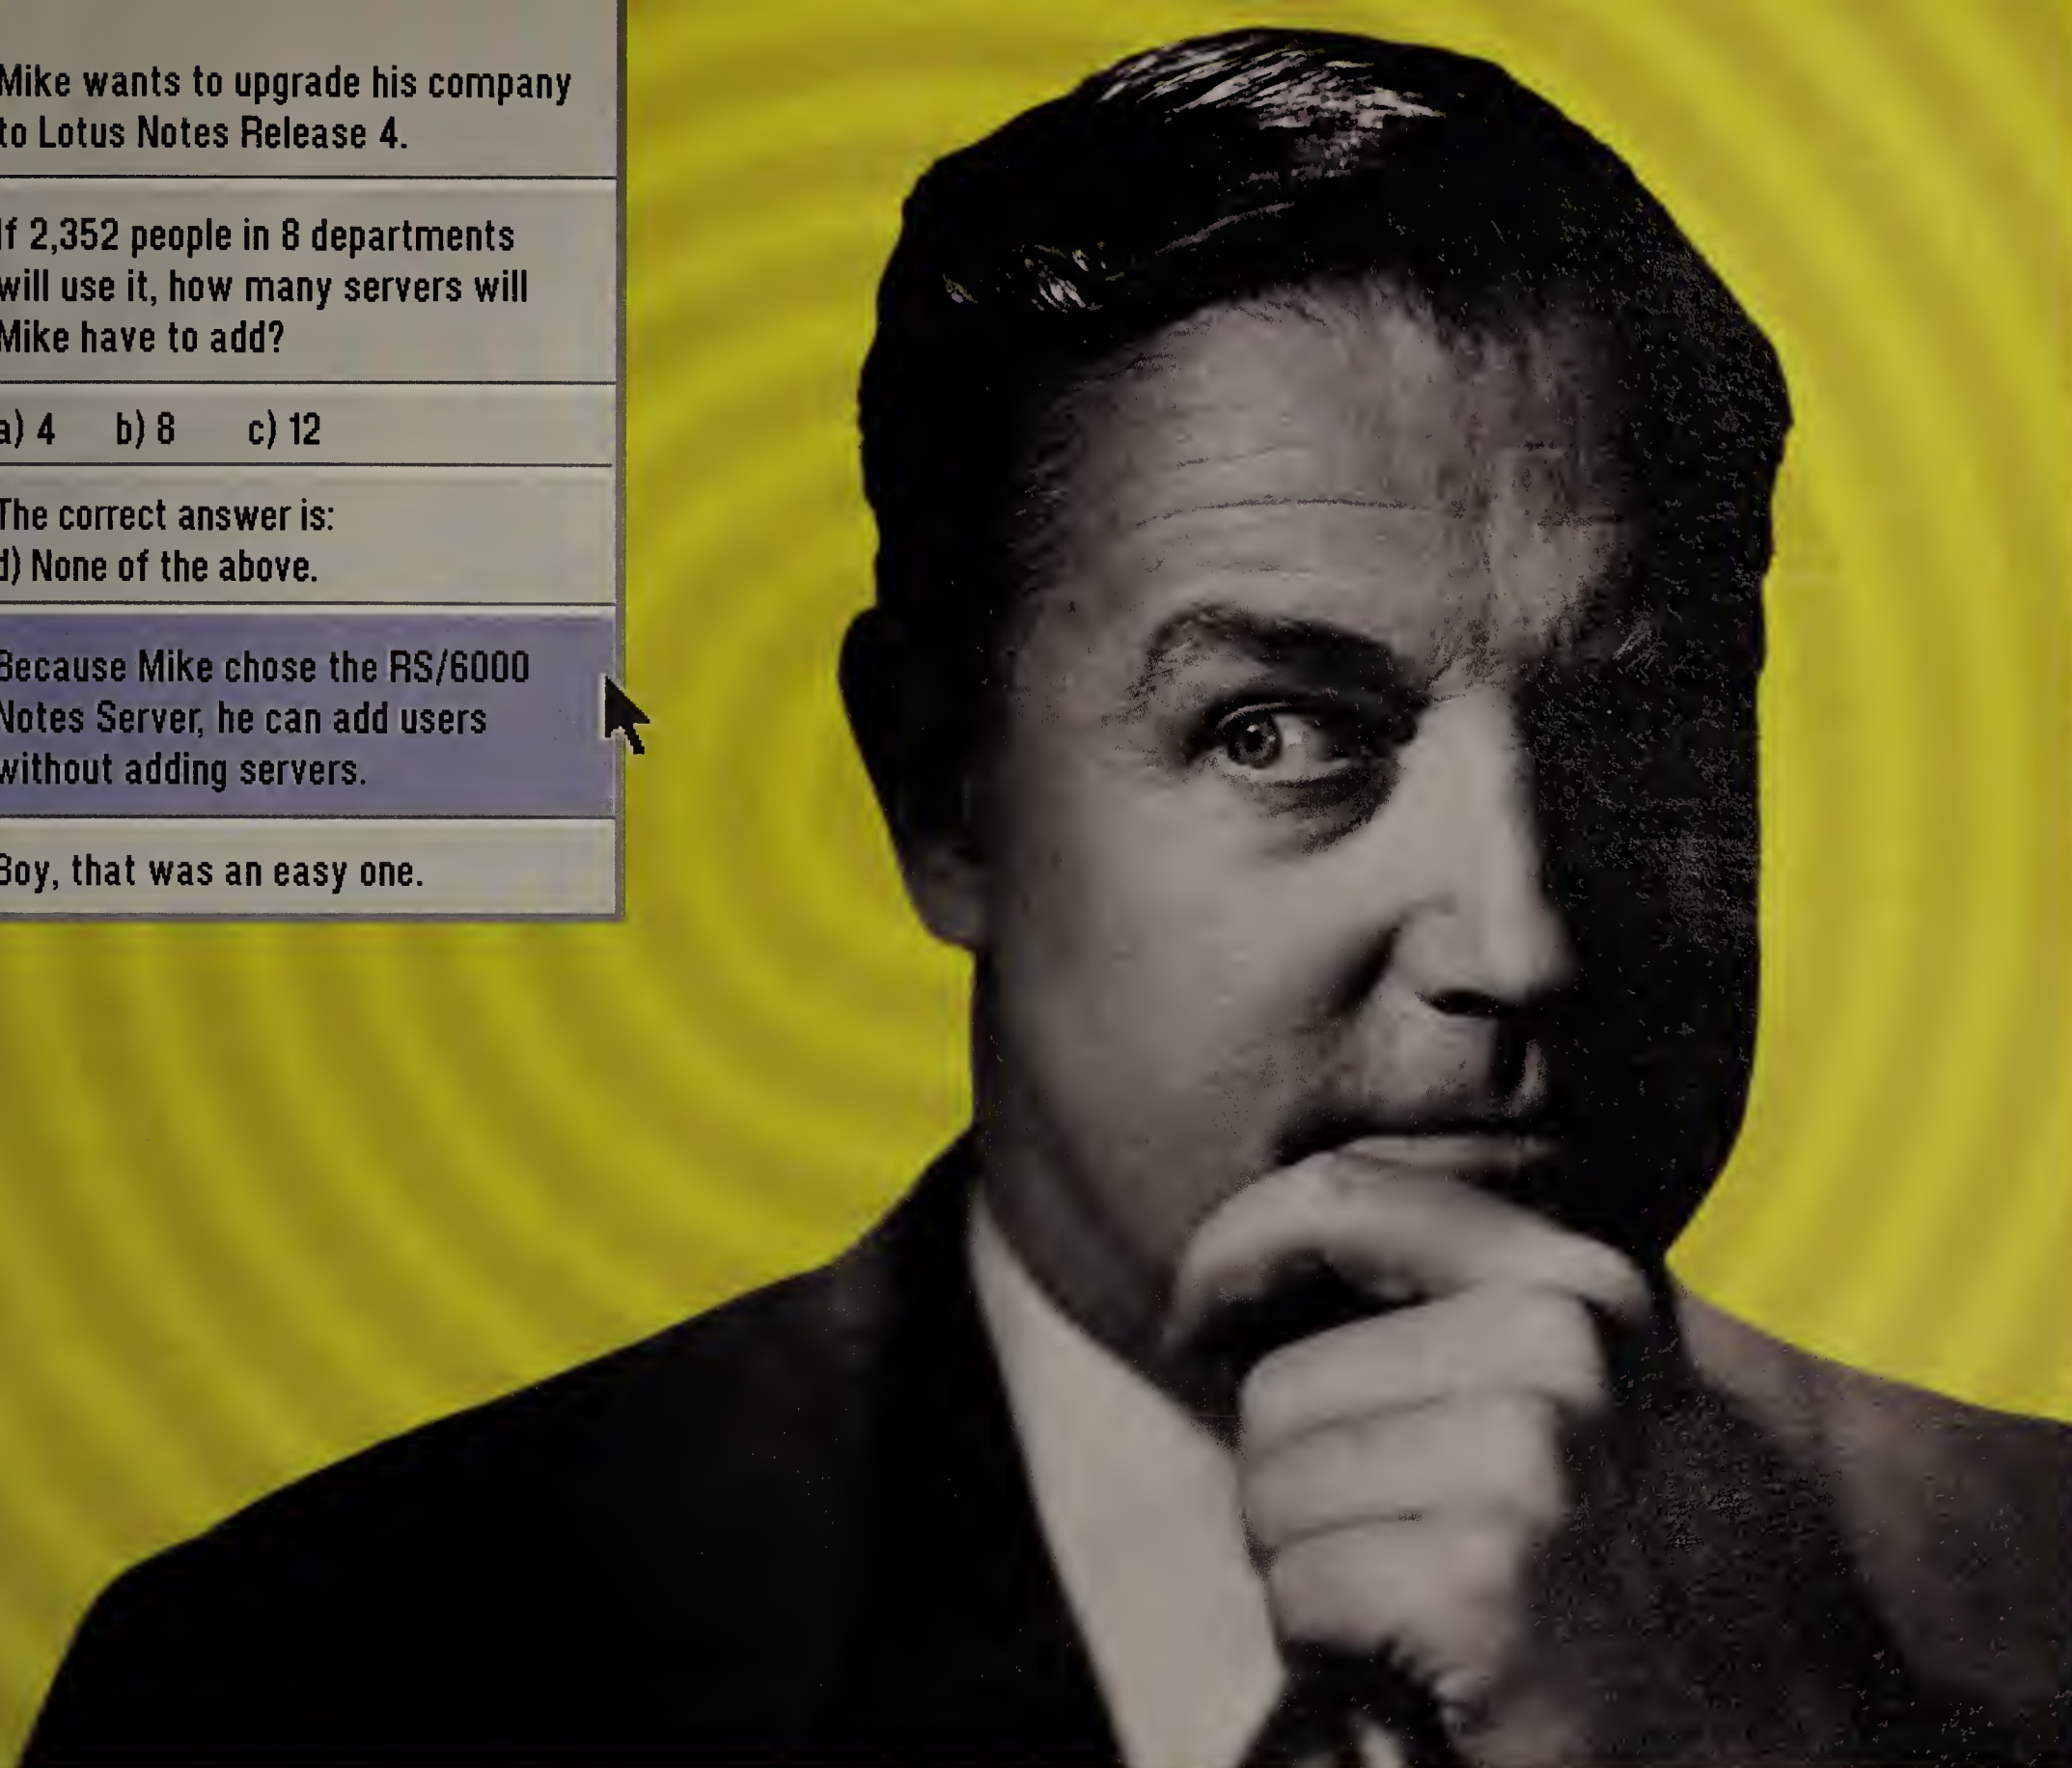 Mike wants to upgrade his company
to Lotus Notes Release 4.
If 2,352 people in 8 departments
will use it, how many servers will
Mike have to add?
a) 4 b) 8 c) 12
The correct answer is:
d) None of the above.
Because Mike chose the RS/6000
Notes Server, he can add users
without adding servers.
Boy, that was an easy one.